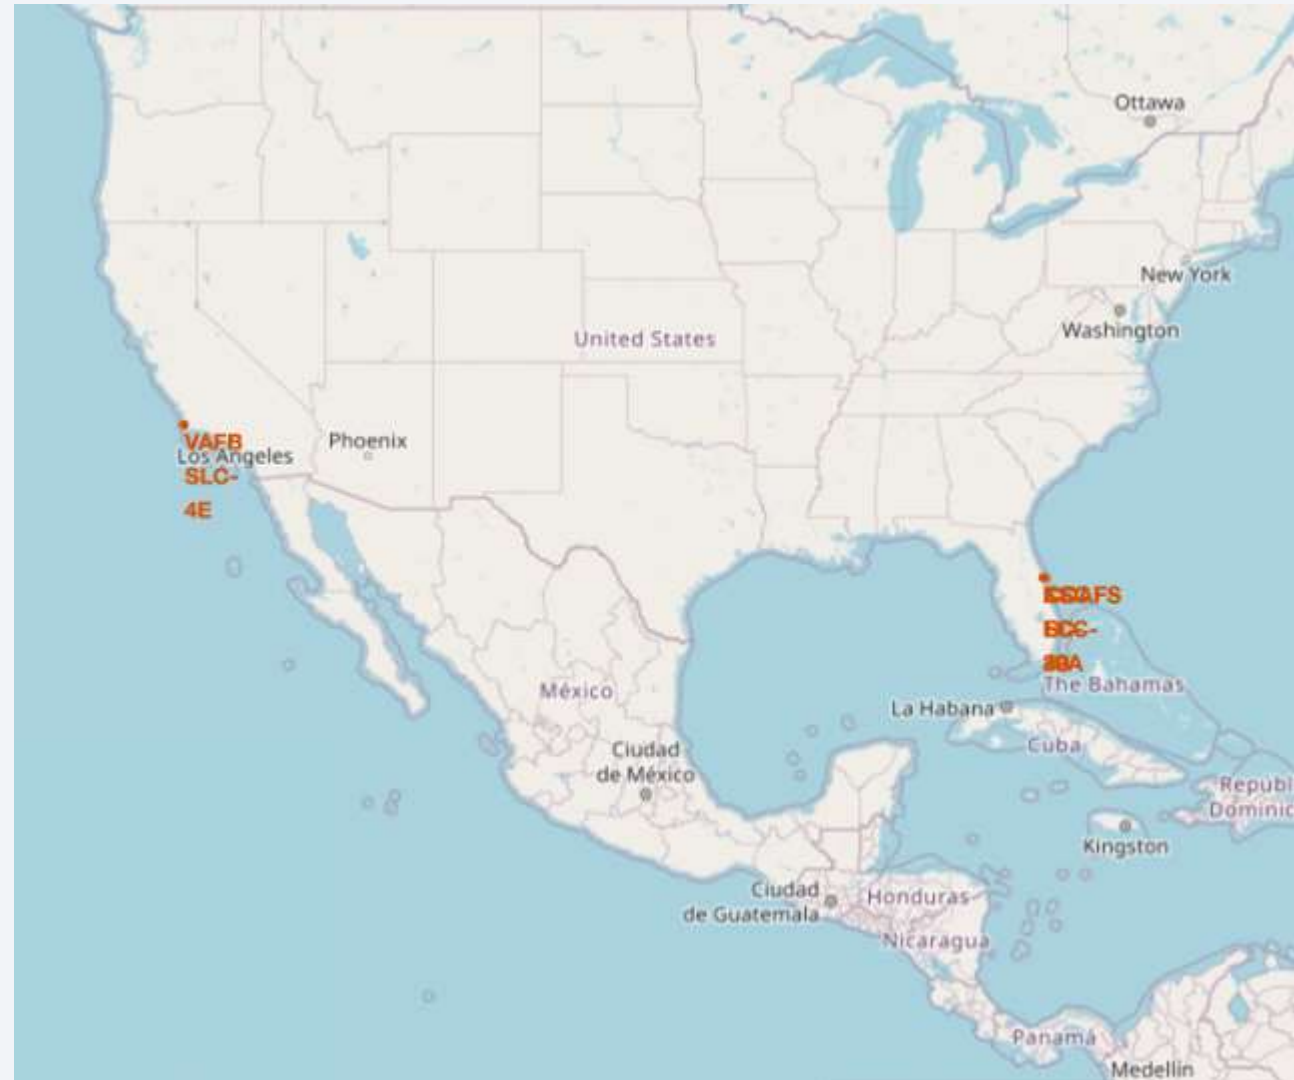 Ottawa
New York
Washington
United States
VAFB
SLC-
4E
Los Angeles
Phoenix
The Bahamas
La Habana
Cuba
México
Ciudad
de México
Republ
Dominic
Kingston
Ciudad
de Guatemala
Honduras
Nicaragua
Panamá
Medellín